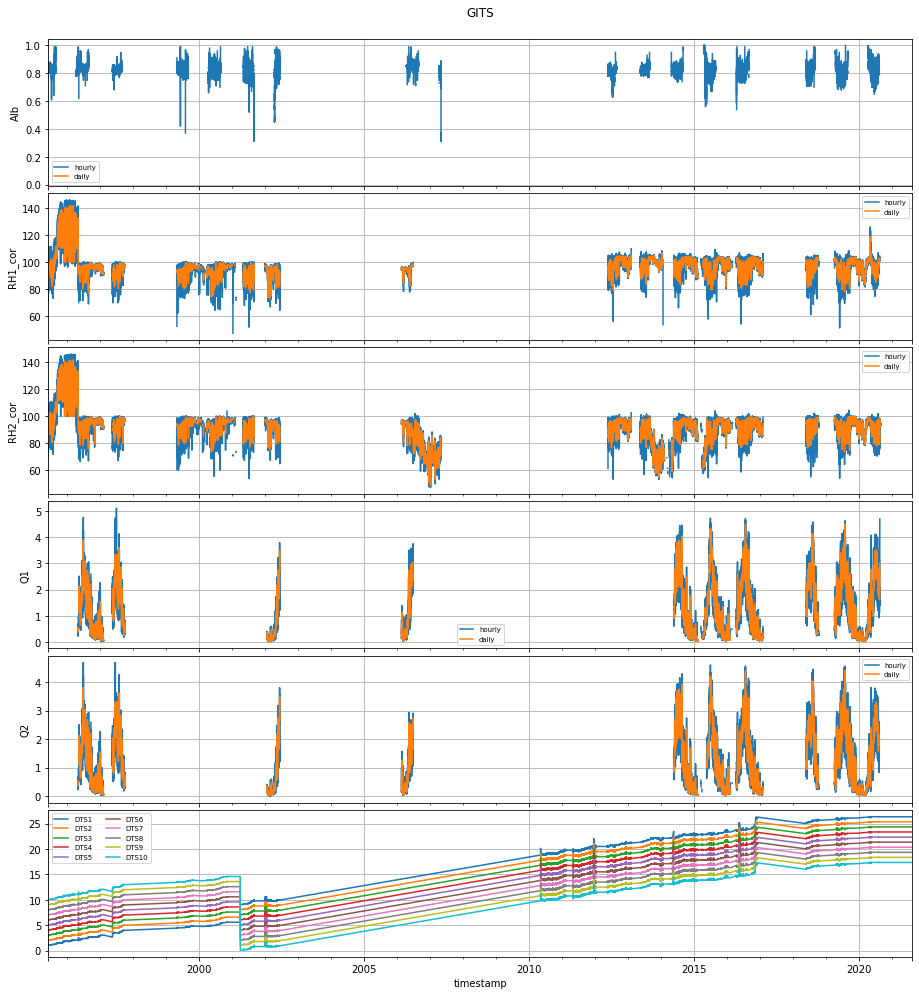 GITS
1.0
0.8
0.6
0.4
0.2
0.0
Alb
hourly
daily
140
120
100
80
60
RH1_cor
hourly
daily
140
120
100
80
60
RH2_cor
hourly
daily
5
4
3
2
1
0
Q1
hourly
daily
4
3
2
1
0
Q2
hourly
daily
25
20
15
10
5
0
DTS1 DTS6
DTS2 DTS7
DTS3 DTS8
DTS4 DTS9
DTS5 DTS10
2000 2005 2010 2015 2020
timestamp